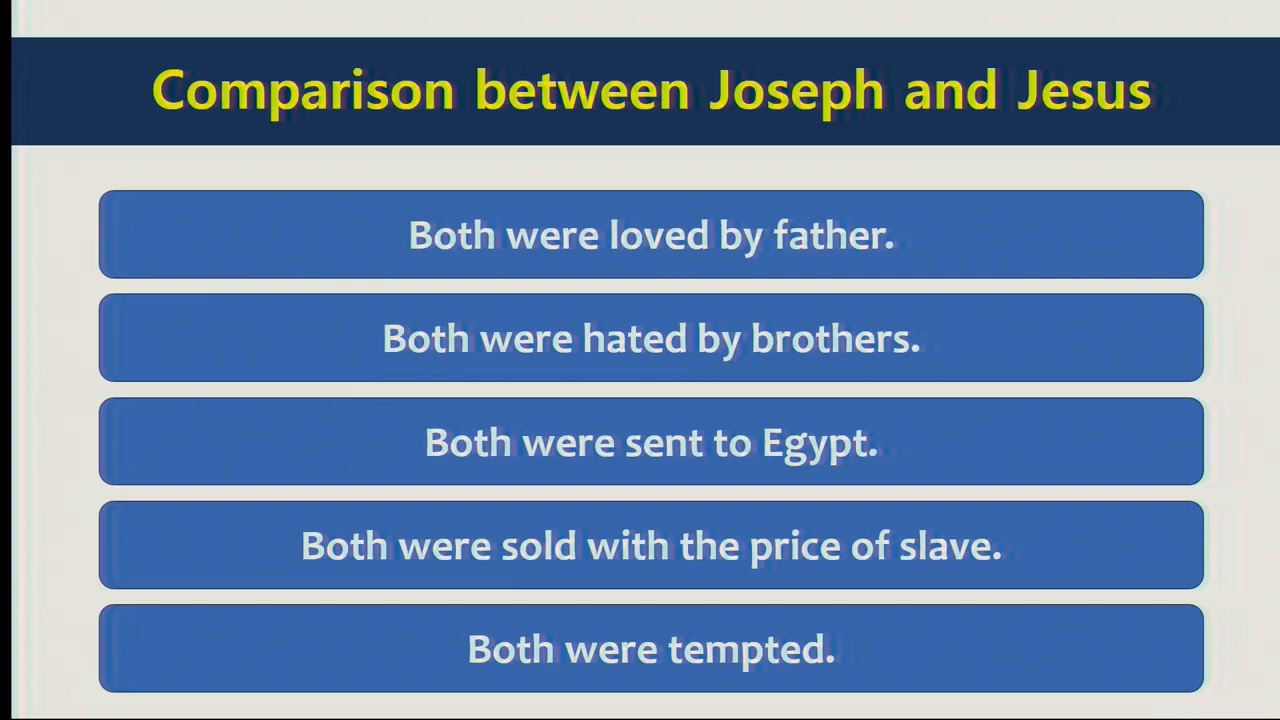 Comparison between Joseph and Jesus
Both were loved by father.
Both were hated by brothers.
Both were sent to Egypt.
Both were sold with the price of slave.
Both were tempted.